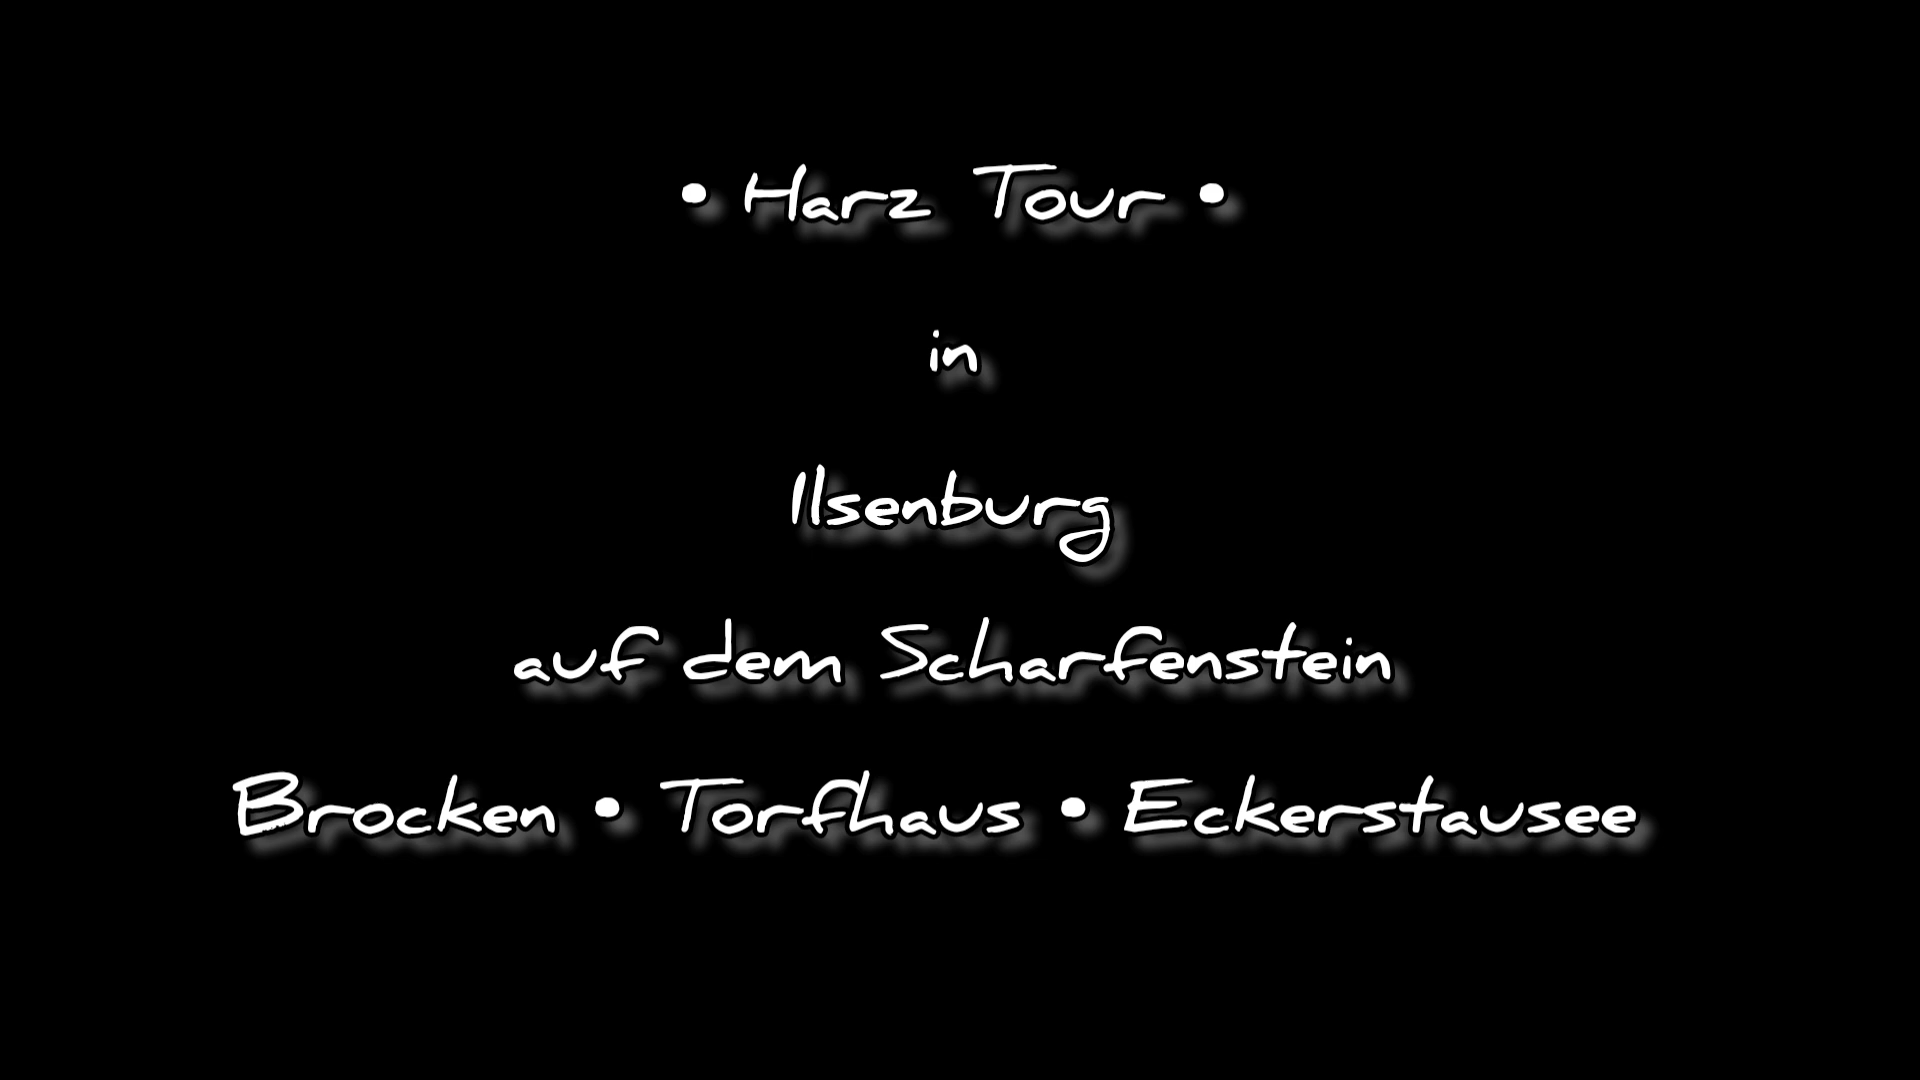 • Harz Tour •
in
Ilsenburg
auf dem Scharfenstein
Brocken • Torfhaus • Eckerstausee